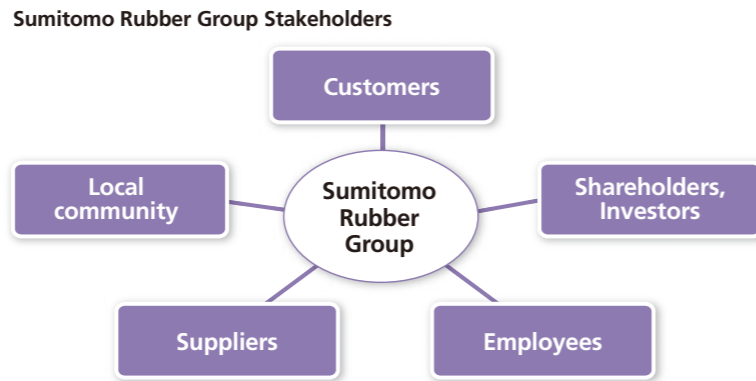 Sumitomo Rubber Group Stakeholders
Customers
Local
community
Sumitomo
Rubber
Group
Shareholders,
Investors
Suppliers
Employees